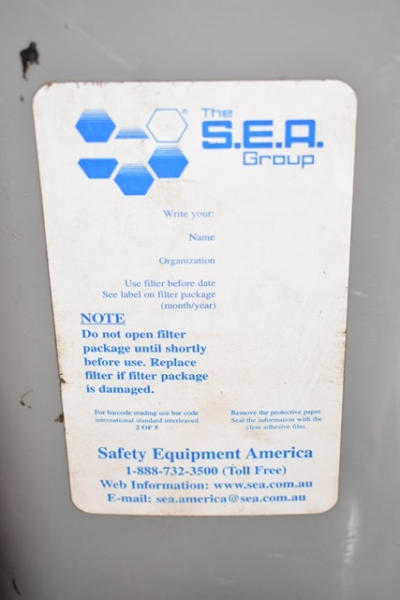 The
S.E.A.
Group
®
Write your:
Name
Organization
Use filter before date
See label on filter package
(month/year)
NOTE
Do not open filter
package until shortly
before use. Replace
filter if filter package
is damaged.
For barcode reading use bar code
international standard interleaved
2 OF 5
Remove the protective paper.
Seal the information with the
clear adhesive film.
Safety Equipment America
1-888-732-3500 (Toll Free)
Web Information: www.sea.com.au
E-mail: sea.america@sea.com.au